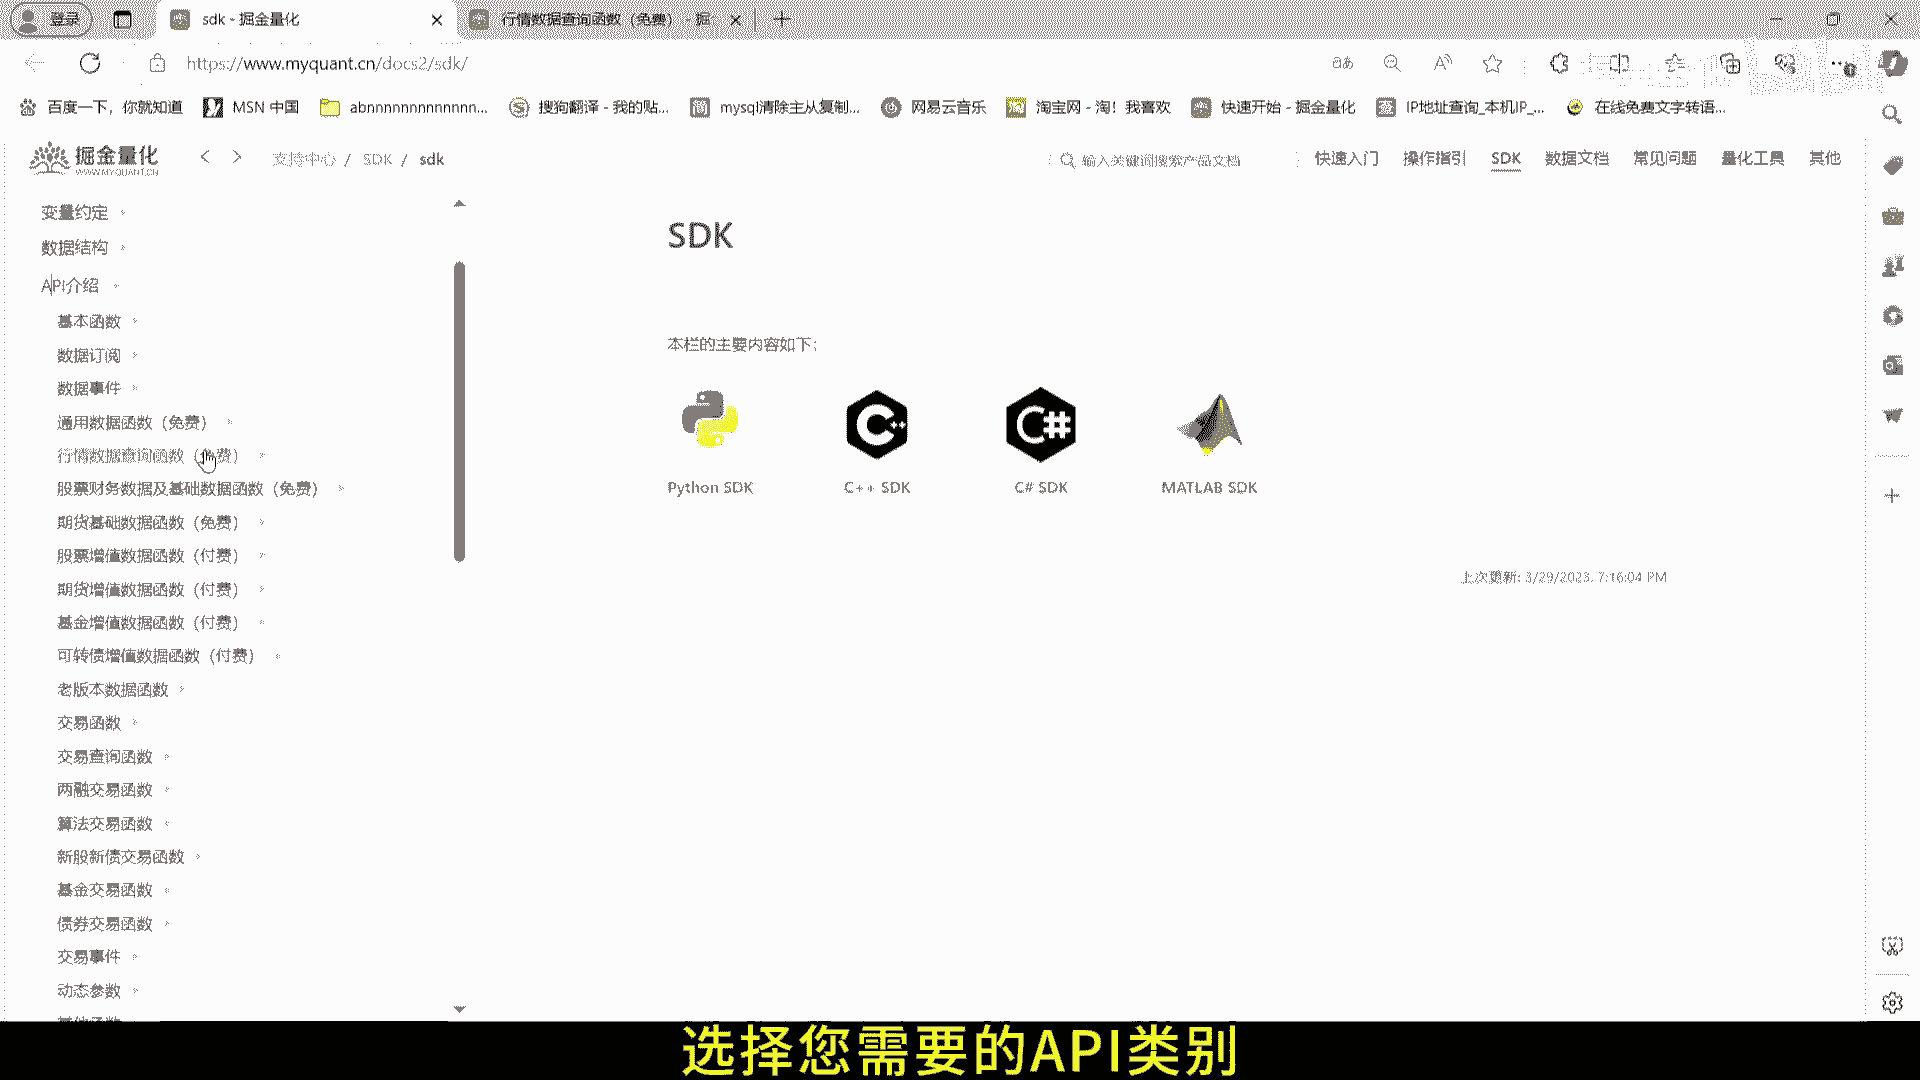 登录
sdk - 掘金量化
行情数据查询函数（免费） - 掘
https://www.myquant.cn/docs2/sdk/
百度一下，你就知道
MSN 中国
abnnnnnnnnnnnnn...
搜狗翻译 - 我的贴...
mysql清除主从复制...
网易云音乐
淘宝网 - 淘！我喜欢
快速开始 - 掘金量化
IP地址查询_本机IP_...
在线免费文字转语...
掘金量化
WWW.MYQUANT.CN
支持中心 / SDK / sdk
输入关键词搜索产品文档
快速入门
操作指引
SDK
数据文档
常见问题
量化工具
其他
变量约定
数据结构
API介绍
基本函数
数据订阅
数据事件
通用数据函数（免费）
行情数据查询函数（免费）
股票财务数据及基础数据函数（免费）
期货基础数据函数（免费）
股票增值数据函数（付费）
期货增值数据函数（付费）
基金增值数据函数（付费）
可转债增值数据函数（付费）
老版本数据函数
交易函数
交易查询函数
两融交易函数
算法交易函数
新股新债交易函数
基金交易函数
债券交易函数
交易事件
动态参数
其他函数
SDK
本栏的主要内容如下：
Python SDK
C++ SDK
C# SDK
MATLAB SDK
上次更新: 3/29/2023, 7:16:04 PM
选择您需要的API类别